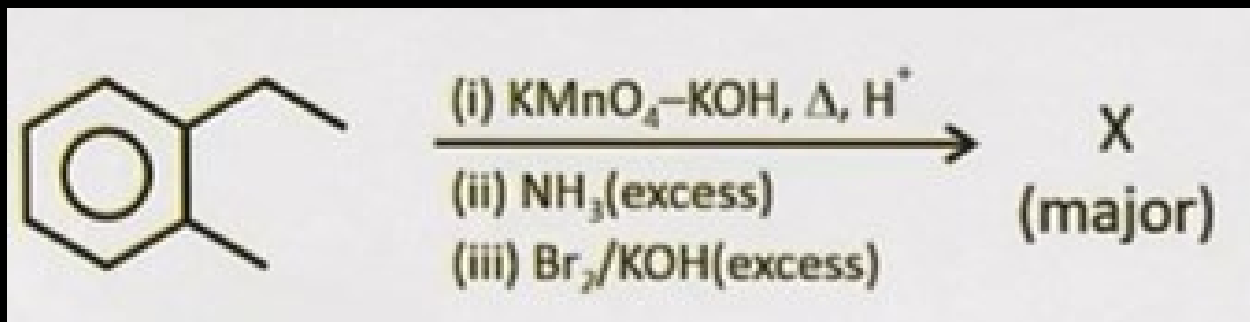 (i) KMnO₄–KOH, Δ, H⁺
X
(ii) NH₃(excess)
(major)
(iii) Br₂/KOH(excess)